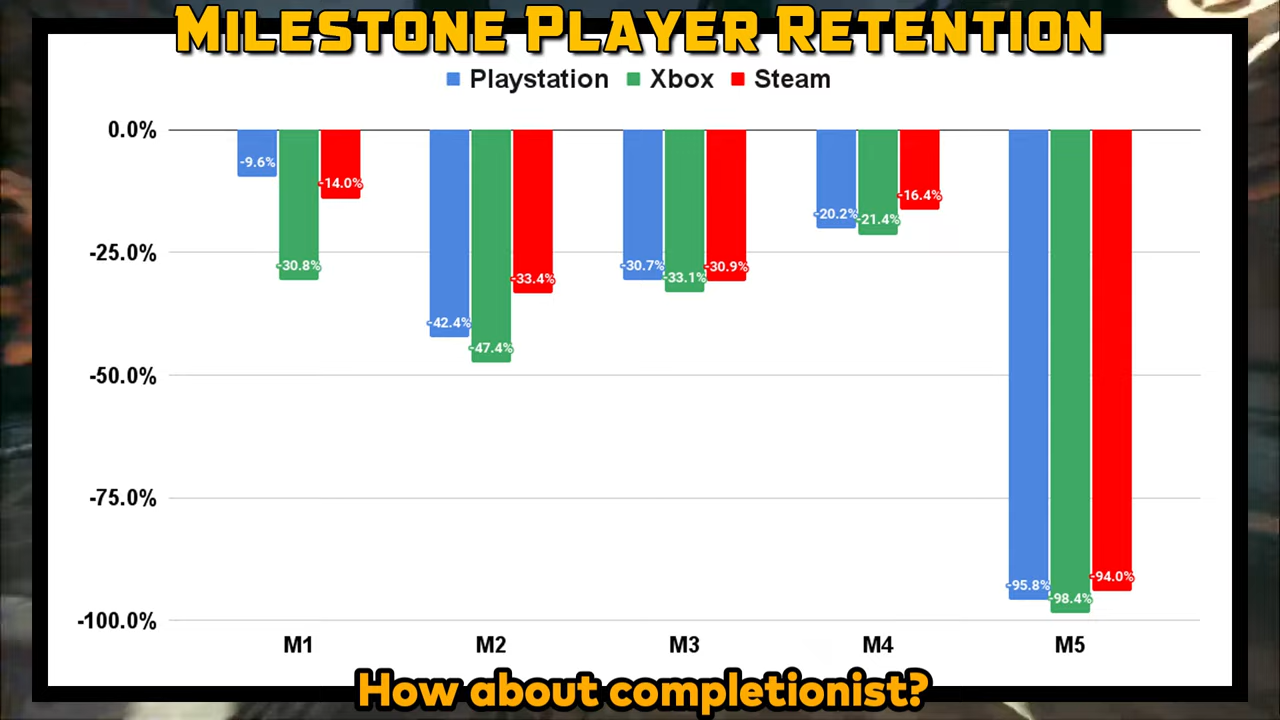 MILESTONE PLAYER RETENTION
Playstation Xbox Steam
0.0%
-25.0%
-50.0%
-75.0%
-100.0%
-9.6% -30.8% -14.0%
-42.4% -47.4% -33.4%
-30.7% -33.1% -30.9%
-20.2% -21.4% -16.4%
-95.8% -98.4% -94.0%
M1 M2 M3 M4 M5
How about completionist?